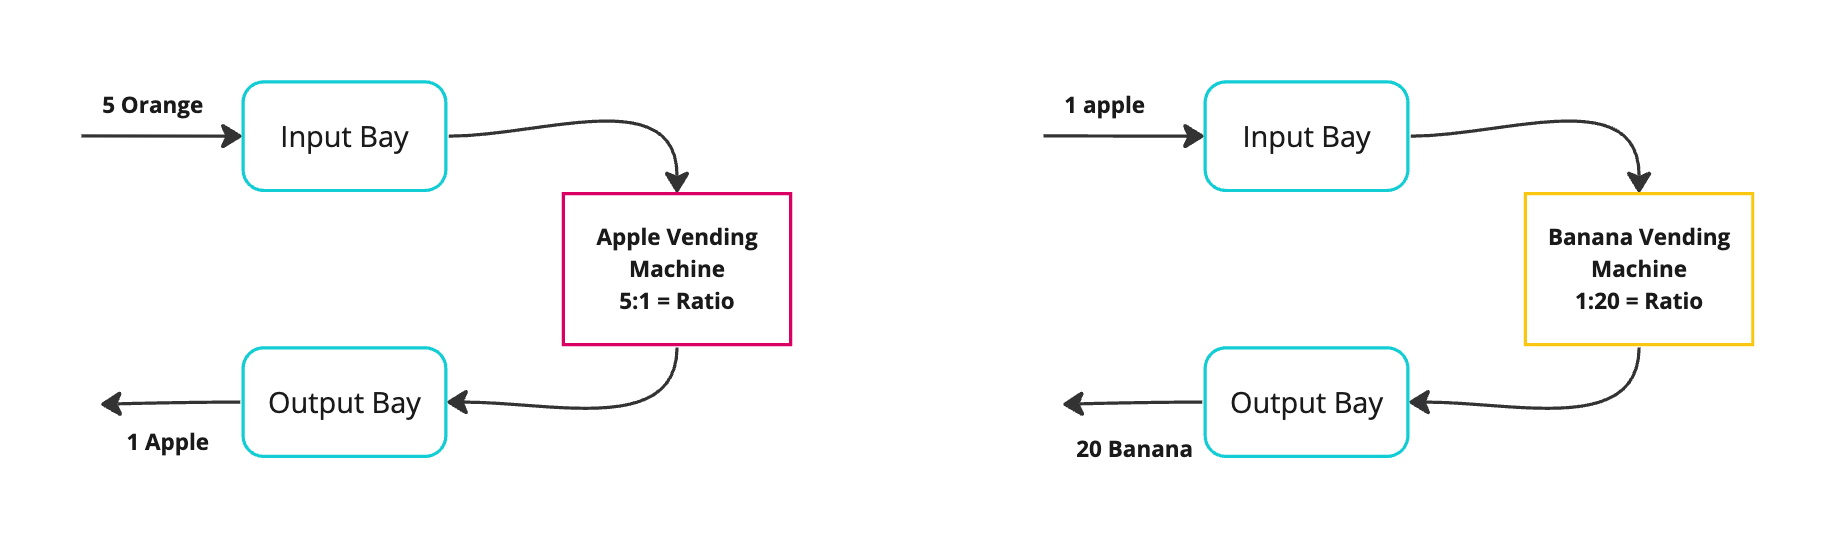 5 Orange
Input Bay
Apple Vending
Machine
5:1 = Ratio
Output Bay
1 Apple
1 apple
Input Bay
Banana Vending
Machine
1:20 = Ratio
Output Bay
20 Banana